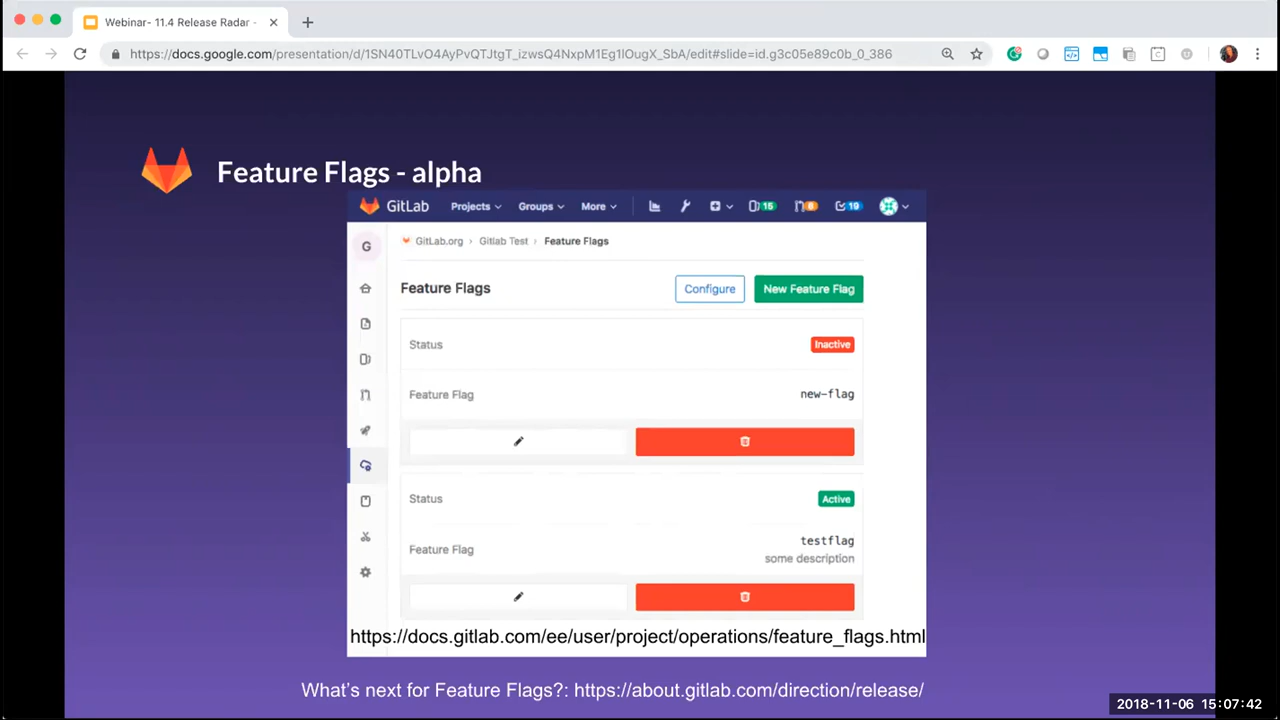 Webinar- 11.4 Release Radar -
https://docs.google.com/presentation/d/1SN40TLvO4AyPvQTJtgT_izwsQ4NxpM1Eg1lOugX_SbA/edit#slide=id.g3c05e89c0b_0_386
Feature Flags - alpha
GitLab Projects Groups More 15 8 19
G
GitLab.org › Gitlab Test › Feature Flags
Feature Flags Configure New Feature Flag
Status Inactive
Feature Flag new-flag
Status Active
Feature Flag testflag
some description
https://docs.gitlab.com/ee/user/project/operations/feature_flags.html
What's next for Feature Flags?: https://about.gitlab.com/direction/release/
2018-11-06 15:07:42